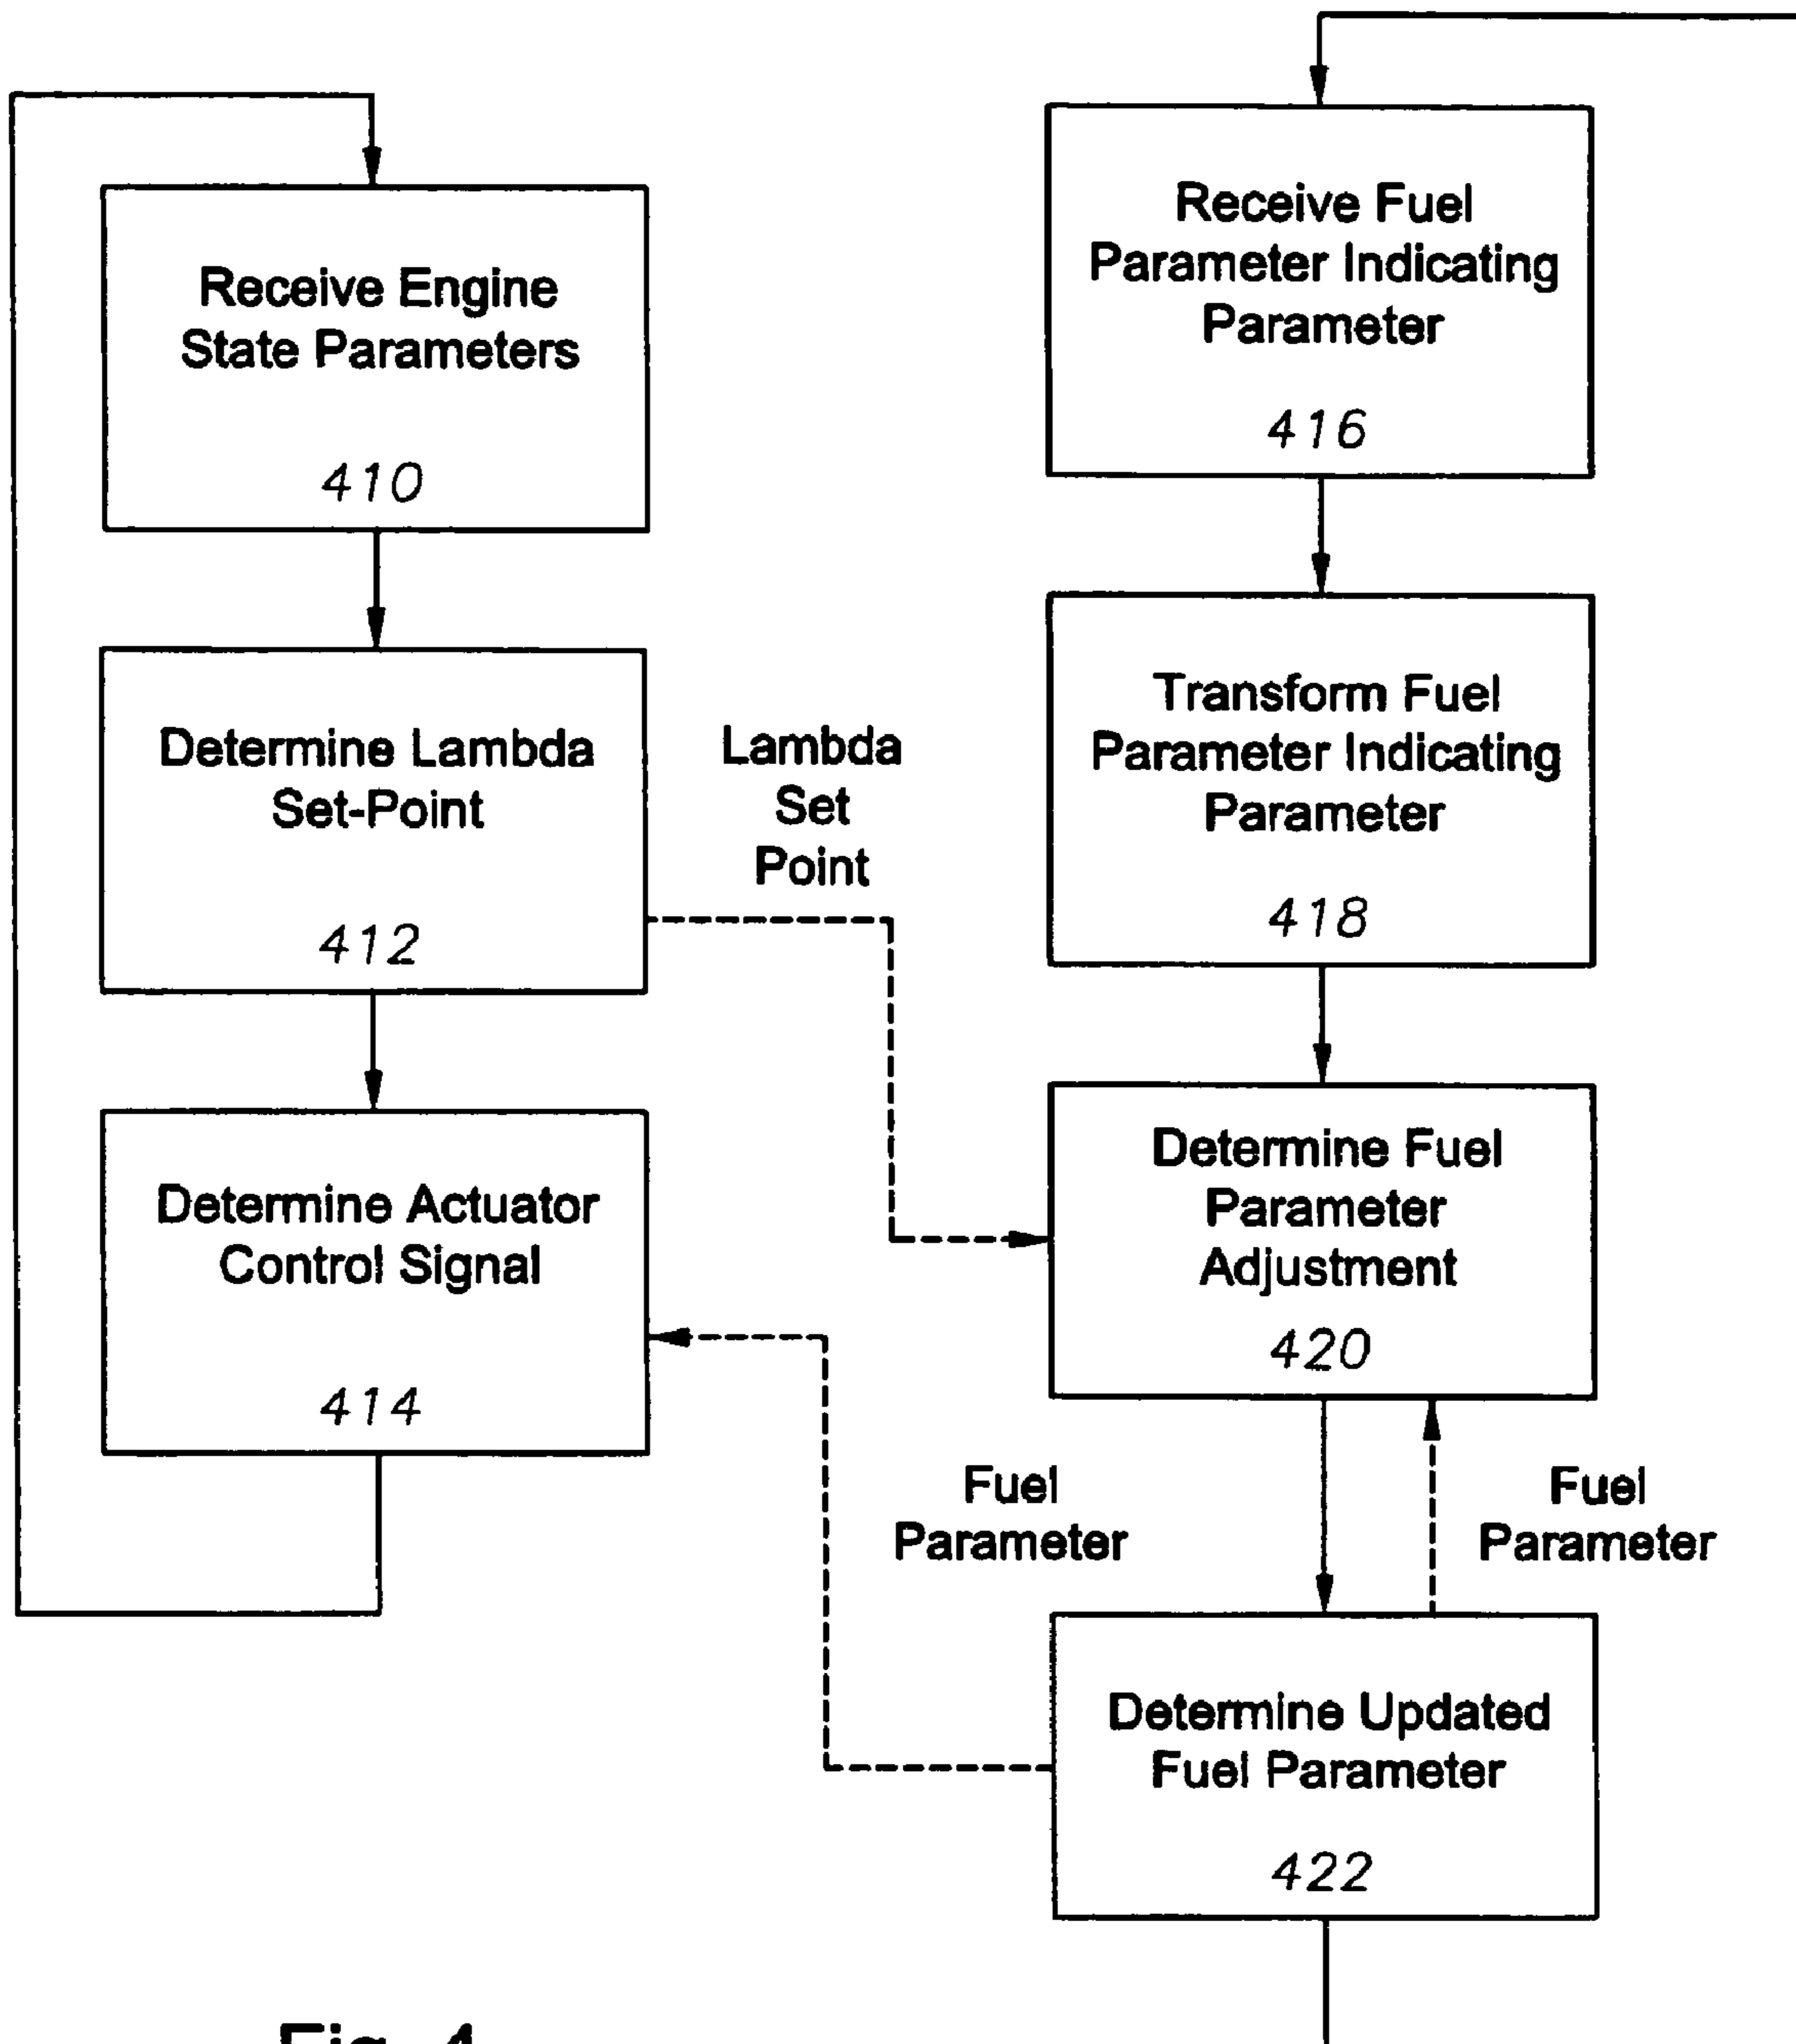 Receive Engine
State Parameters
410
Determine Lambda
Set-Point
412
Determine Actuator
Control Signal
414
Lambda
Set
Point
Receive Fuel
Parameter Indicating
Parameter
416
Transform Fuel
Parameter Indicating
Parameter
418
Determine Fuel
Parameter
Adjustment
420
Fuel
Parameter
Fuel
Parameter
Determine Updated
Fuel Parameter
422
Fig. 4